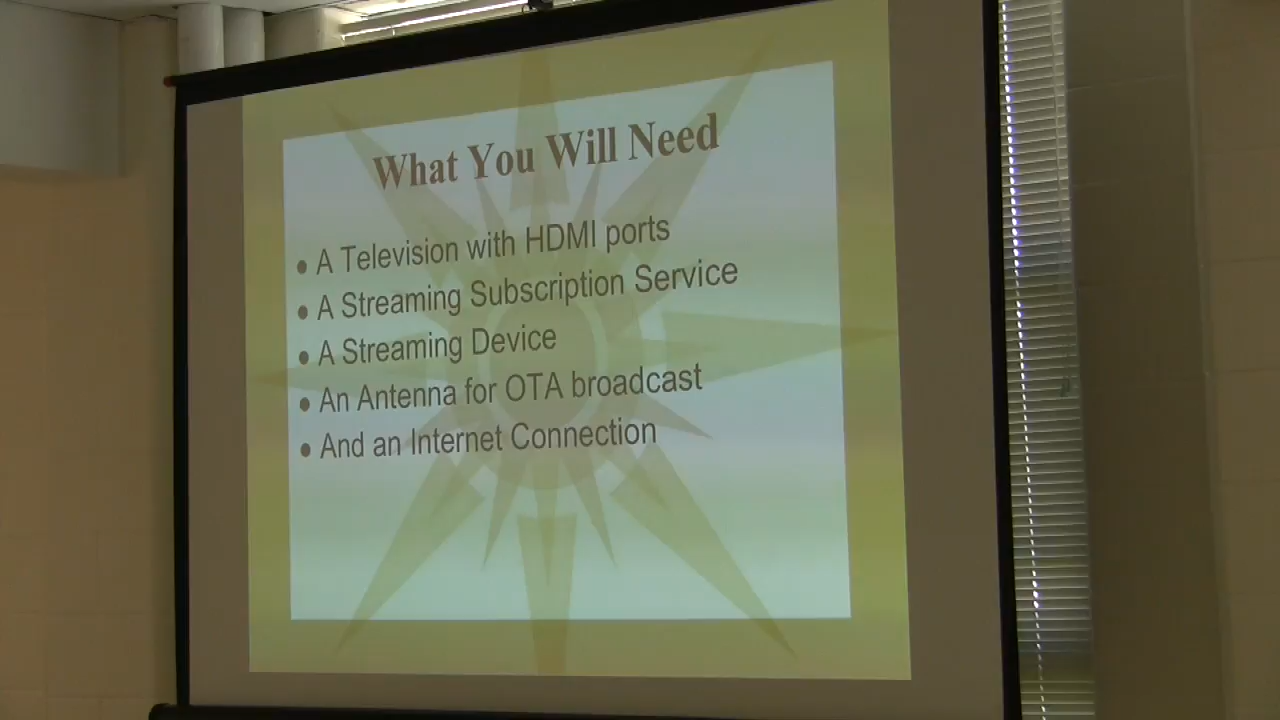 What You Will Need
• A Television with HDMI ports
• A Streaming Subscription Service
• A Streaming Device
• An Antenna for OTA broadcast
• And an Internet Connection